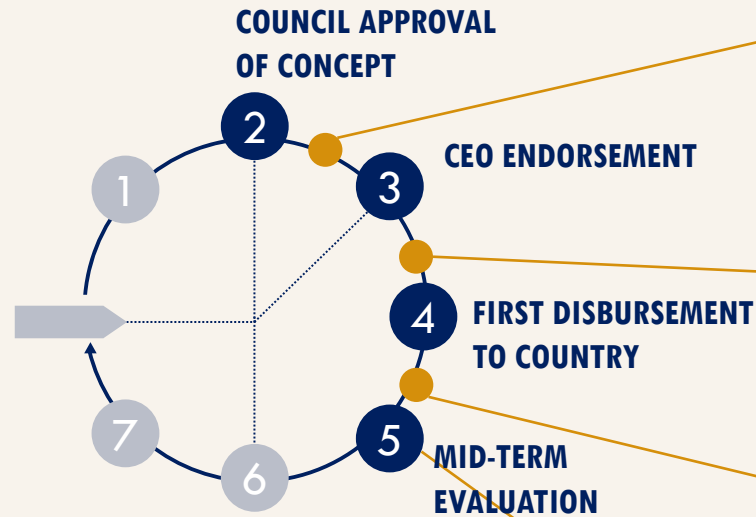 COUNCIL APPROVAL
OF CONCEPT
2
1
3
CEO ENDORSEMENT
4
FIRST DISBURSEMENT
TO COUNTRY
7
5
6
MID-TERM
EVALUATION